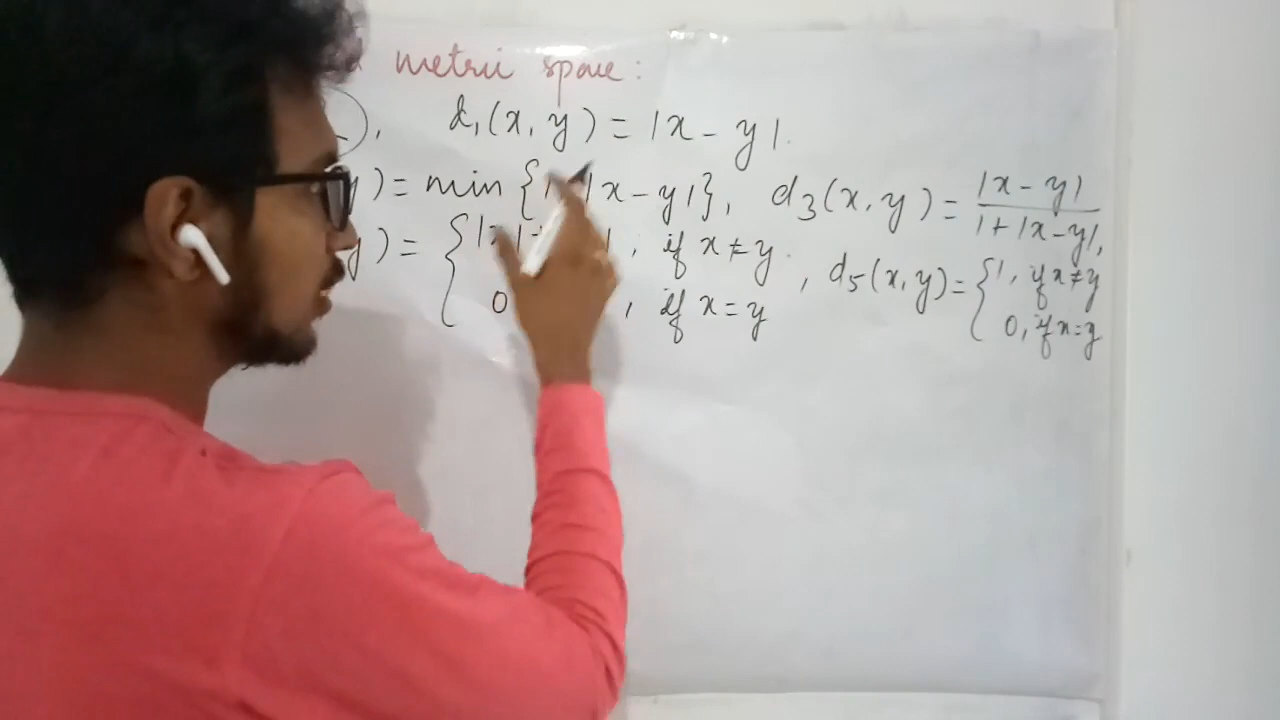 metric space:
), d₁(x, y) = |x - y|.
y) = min {1, |x - y|}, d₃(x, y) = |x - y| / 1 + |x - y|,
y) = { |x| + |, if x ≠ y. , d₅(x, y) = { 1, if x ≠ y
0, if x = y 0, if x = y